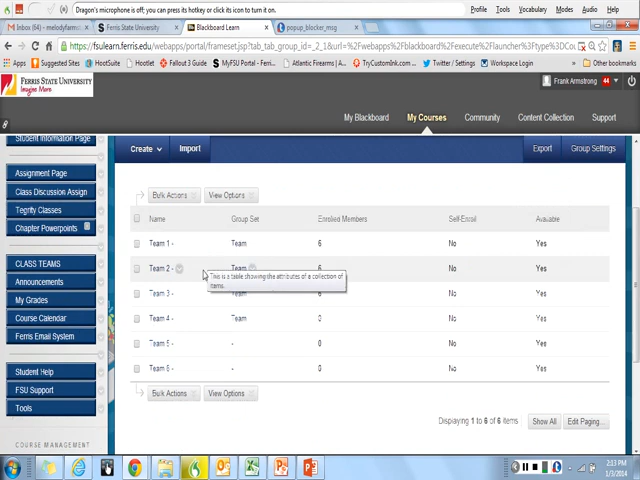 Dragon's microphone is off; you can press its hotkey or click its icon to turn it on.
Profile Tools Vocabulary Modes Audio Help
Inbox (64) - melodyfarms
Ferris State University
Blackboard Learn
popup_blocker_msg
https://fsulearn.ferris.edu/webapps/portal/frameset.jsp?tab_tab_group_id=_2_1&url=%2Fwebapps%2Fblackboard%2Fexecute%2Flauncher%3Ftype%3DCou
Apps Suggested Sites HootSuite Hootlet Fallout 3 Guide MyFSU Portal - Ferris... Atlantic Firearms | A... TryCustomInk.com Twitter / Settings Workspace Login Other bookmarks
FERRIS STATE UNIVERSITY
Imagine More
Frank Armstrong 44
My Blackboard My Courses Community Content Collection Support
Student Information Page
Assignment Page
Class Discussion Assign
Tegrity Classes
Chapter Powerpoints
CLASS TEAMS
Announcements
My Grades
Course Calendar
Ferris Email System
Student Help
FSU Support
Tools
COURSE MANAGEMENT
Create Import Export Group Settings
Bulk Actions View Options
Name Group Set Enrolled Members Self-Enroll Available
Team 1 - Team 6 No Yes
Team 2 - Team 6 No Yes
This is a table showing the attributes of a collection of
items.
Team 3 - Team 6 No Yes
Team 4 - Team 0 No Yes
Team 5 - - 0 No Yes
Team 6 - - 0 No Yes
Bulk Actions View Options
Displaying 1 to 6 of 6 items Show All Edit Paging...
2:13 PM
1/3/2014